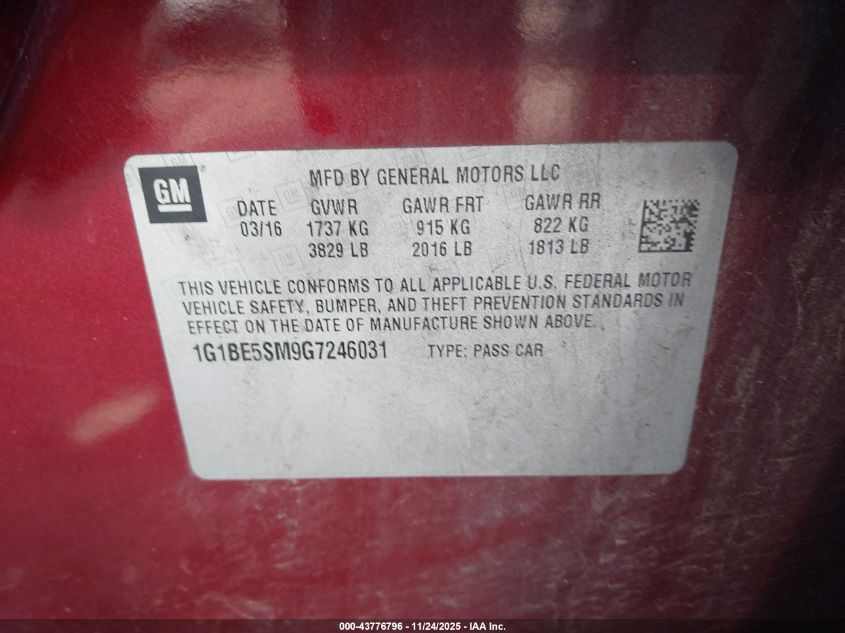 GM
MFD BY GENERAL MOTORS LLC
DATE GVWR GAWR FRT GAWR RR
03/16 1737 KG 915 KG 822 KG
3829 LB 2016 LB 1813 LB
THIS VEHICLE CONFORMS TO ALL APPLICABLE U.S. FEDERAL MOTOR
VEHICLE SAFETY, BUMPER, AND THEFT PREVENTION STANDARDS IN
EFFECT ON THE DATE OF MANUFACTURE SHOWN ABOVE.
1G1BE5SM9G7246031 TYPE: PASS CAR
000-43776796 - 11/24/2025 - IAA Inc.